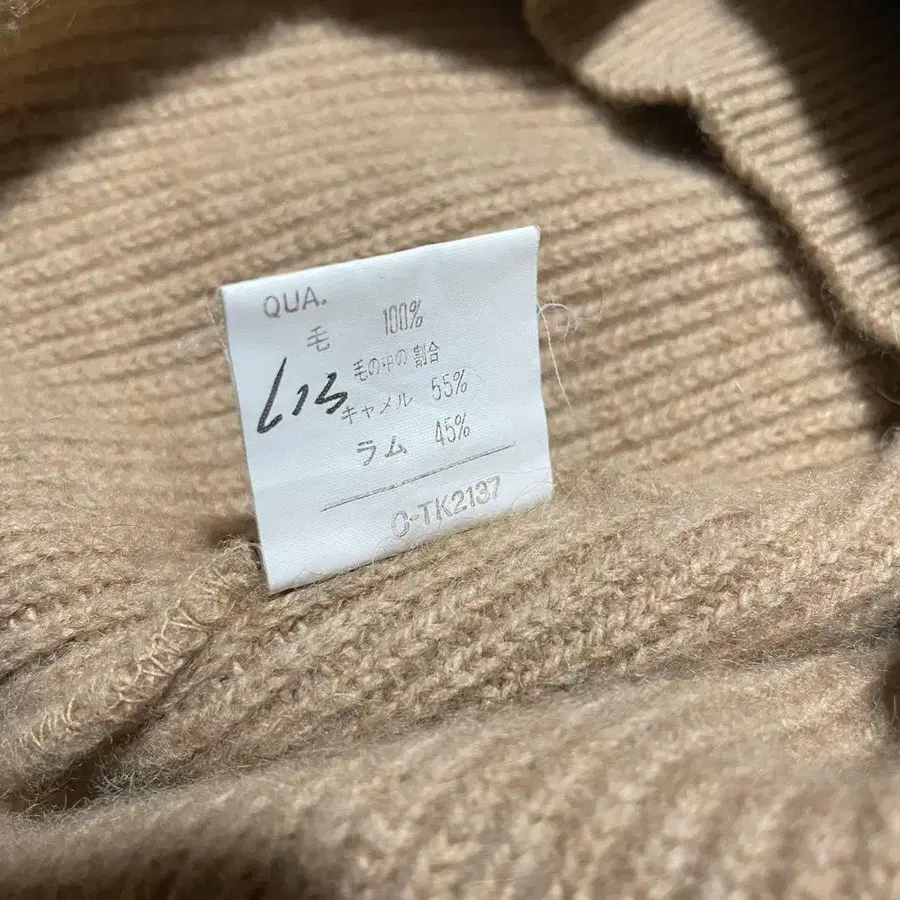 QUA.
毛 100%
毛の中の割合
キャメル 55%
ラム 45%
C-TK2137